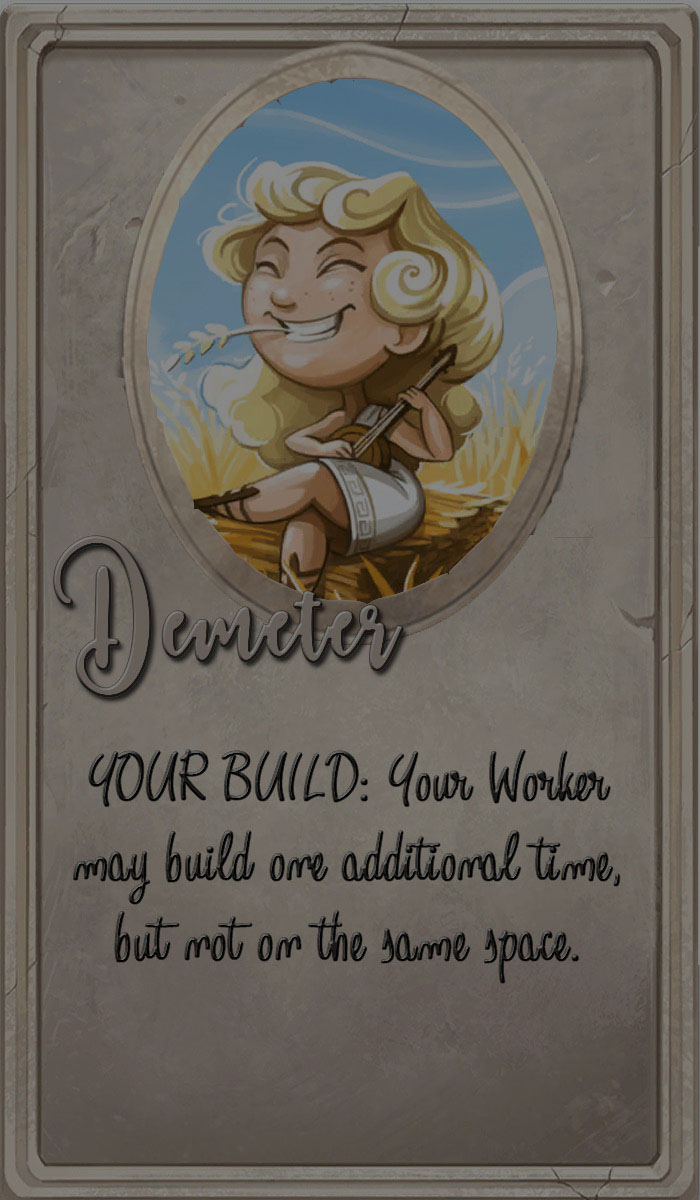 Demeter
YOUR BUILD: Your Worker
may build one additional time,
but not on the same space.